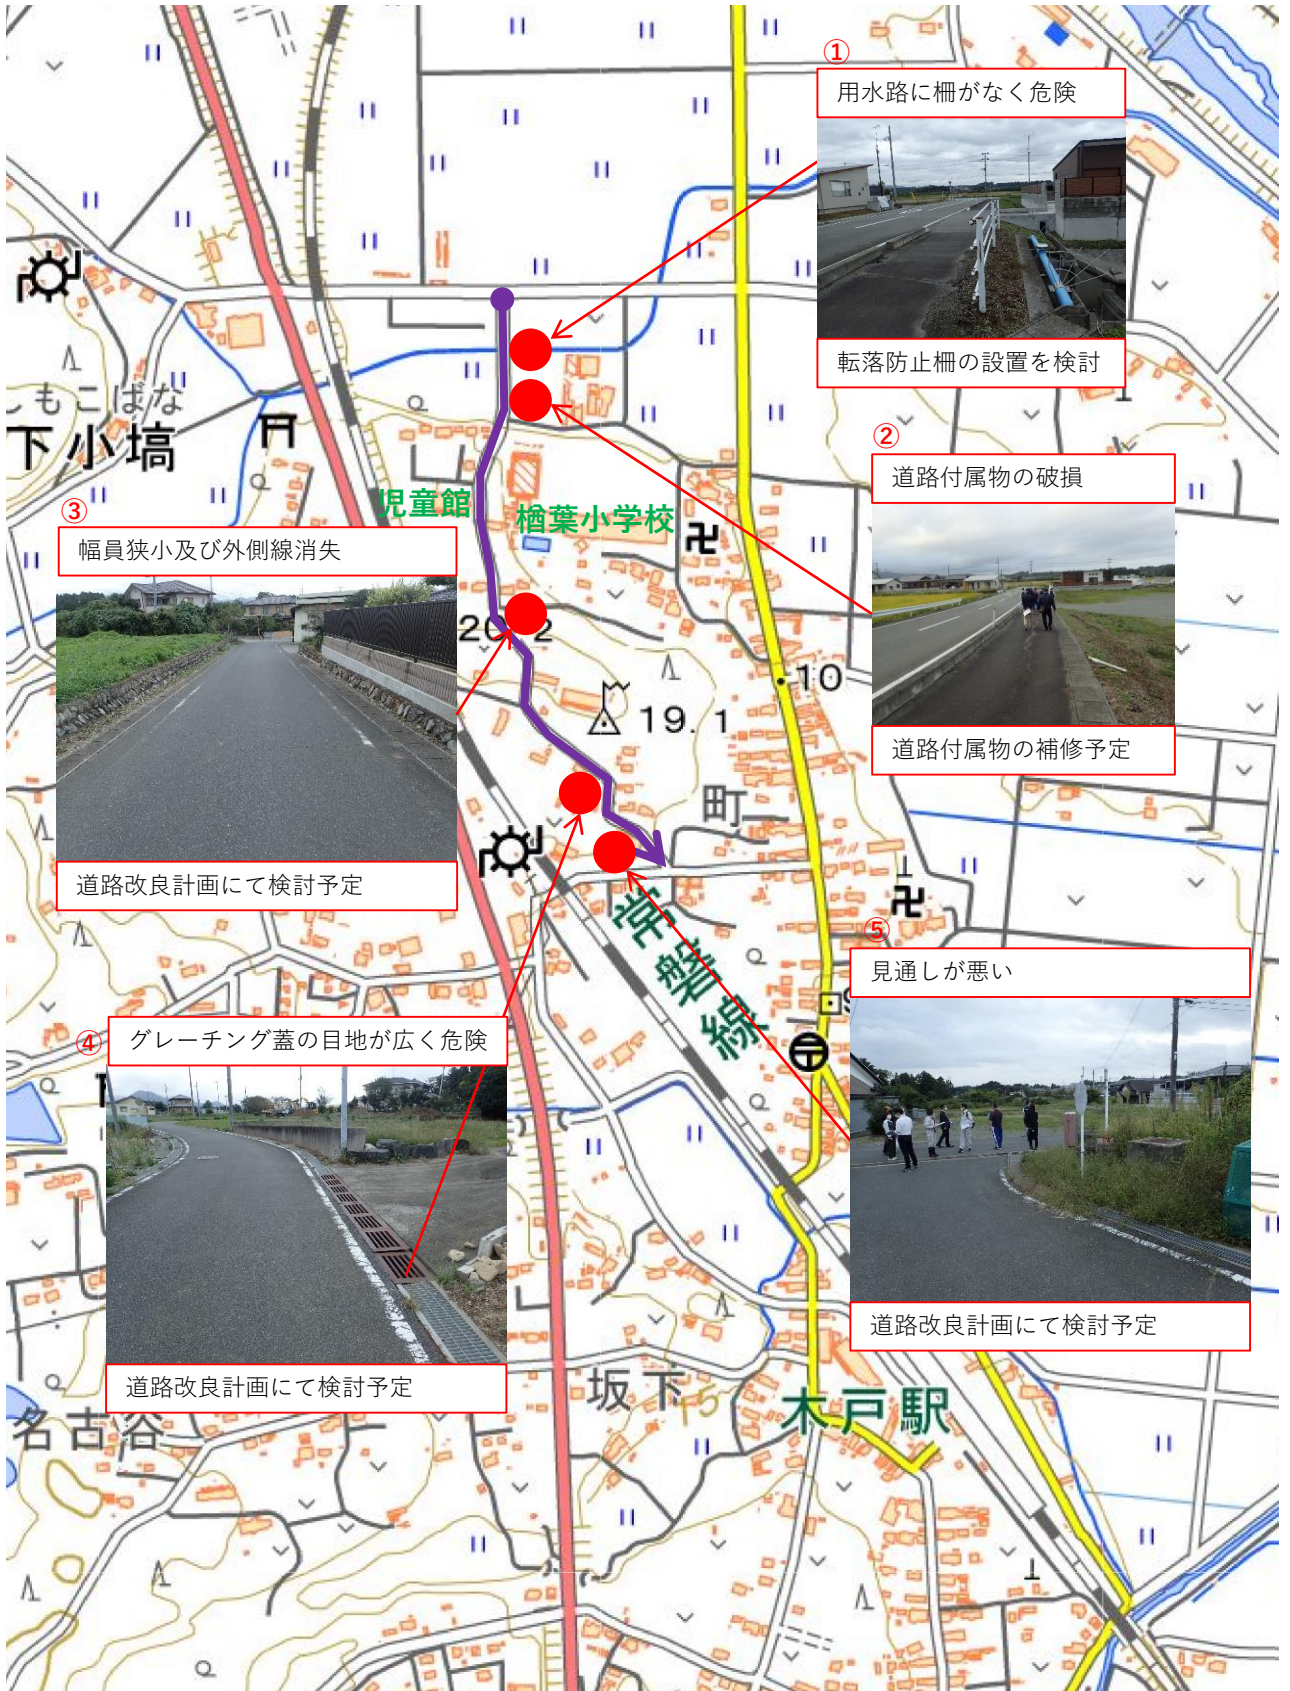 ①
用水路に柵がなく危険
転落防止柵の設置を検討
②
道路付属物の破損
道路付属物の補修予定
しもこばな
下小塙
児童館
楢葉小学校
③
幅員狭小及び外側線消失
道路改良計画にて検討予定
20.2
10
19.1
町
常磐線
④
グレーチング蓋の目地が広く危険
道路改良計画にて検討予定
⑤
見通しが悪い
道路改良計画にて検討予定
坂下
15
木戸駅
名古谷